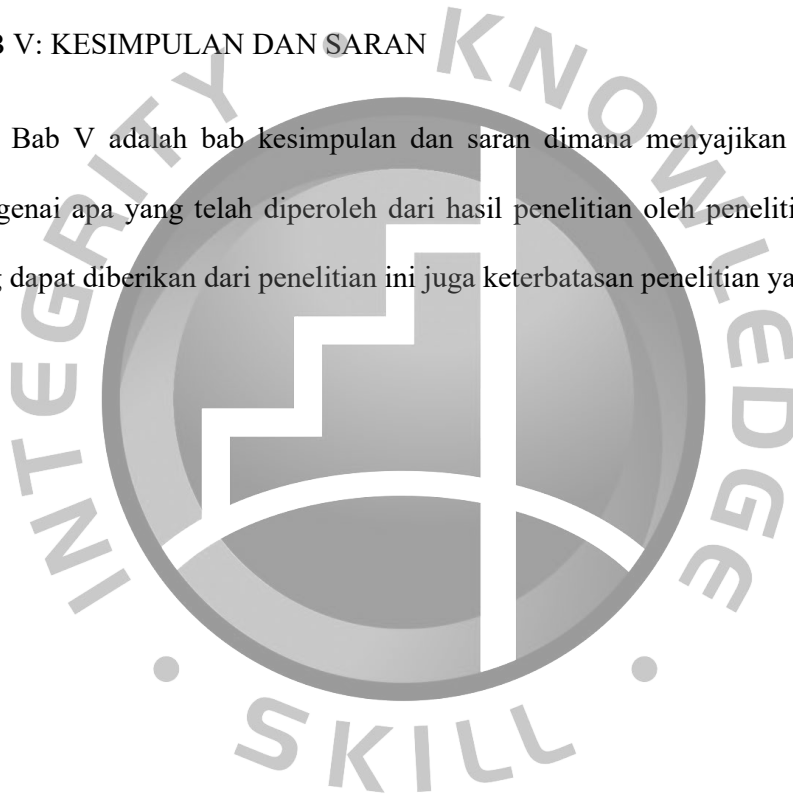 B V: KESIMPULAN DAN SARAN
Bab V adalah bab kesimpulan dan saran dimana menyajikan
genai apa yang telah diperoleh dari hasil penelitian oleh peneliti
g dapat diberikan dari penelitian ini juga keterbatasan penelitian ya
INTEGRITY • KNOWLEDGE • SKILL •